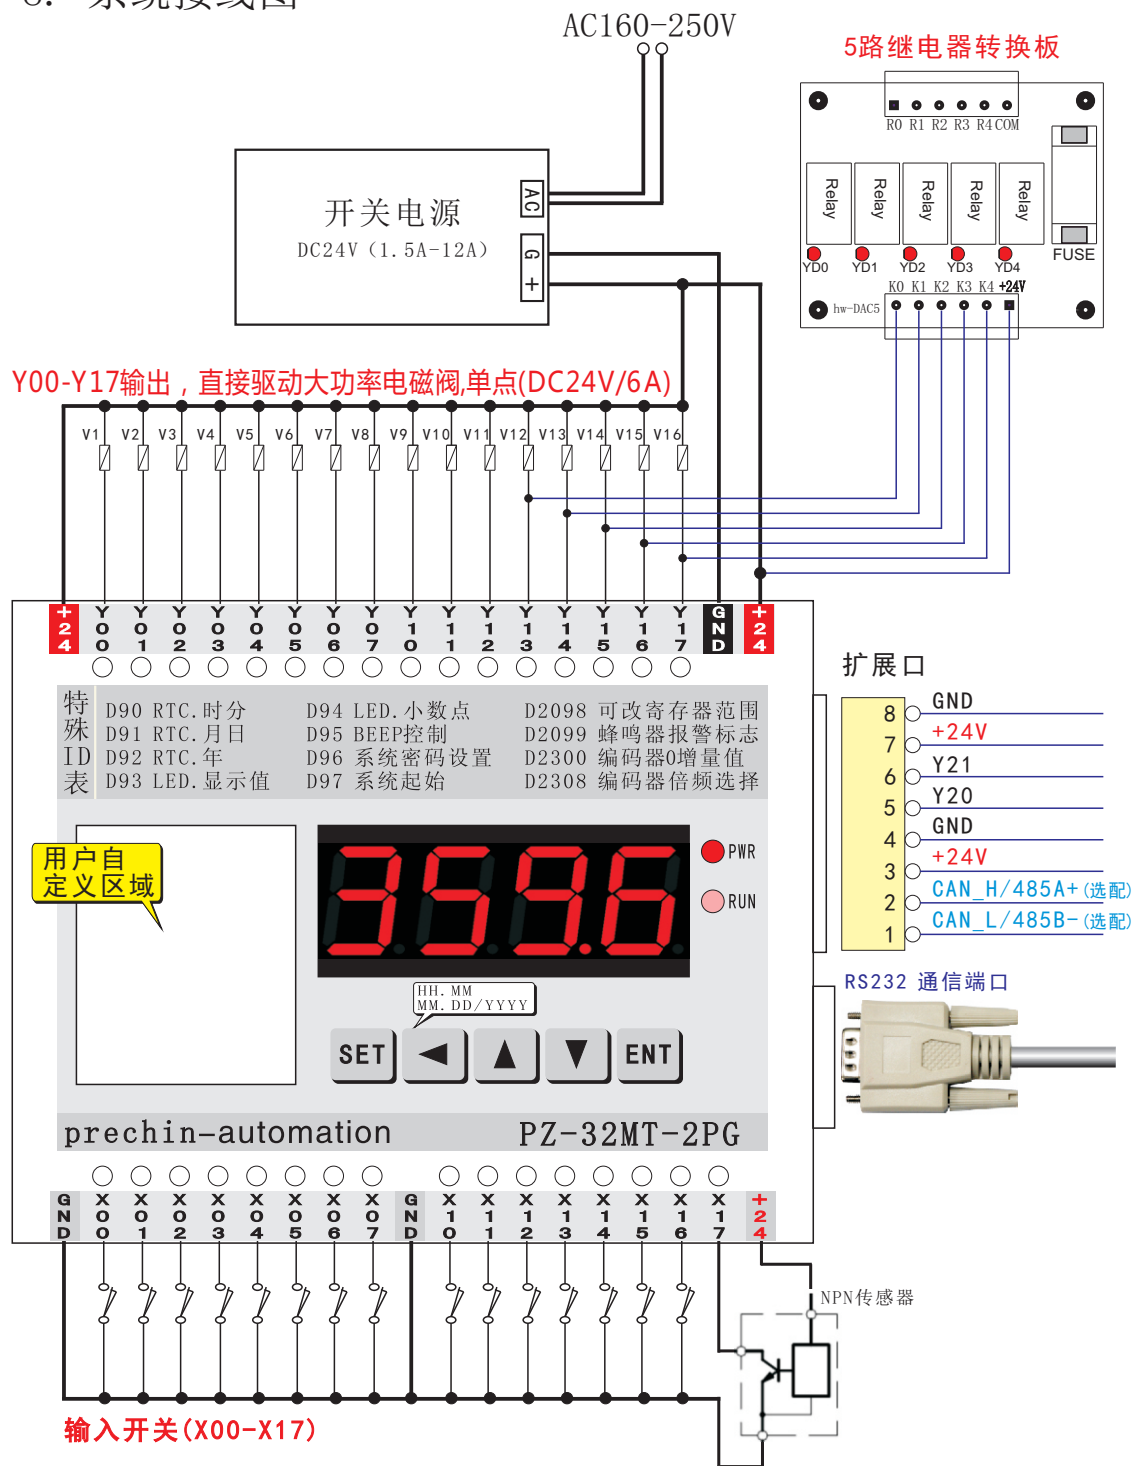 AC160-250V
5路继电器转换板
R0 R1 R2 R3 R4 COM
Relay Relay Relay Relay Relay
YD0 YD1 YD2 YD3 YD4
FUSE
K0 K1 K2 K3 K4 +24V
hw-DAC5
开关电源
DC24V (1.5A-12A)
AC
G
+
Y00-Y17输出，直接驱动大功率电磁阀,单点(DC24V/6A)
V1 V2 V3 V4 V5 V6 V7 V8 V9 V10 V11 V12 V13 V14 V15 V16
+24 Y00 Y01 Y02 Y03 Y04 Y05 Y06 Y07 Y10 Y11 Y12 Y13 Y14 Y15 Y16 Y17 GND +24
特殊ID表
D90 RTC.时分 D94 LED.小数点 D2098 可改寄存器范围
D91 RTC.月日 D95 BEEP控制 D2099 蜂鸣器报警标志
D92 RTC.年 D96 系统密码设置 D2300 编码器0增量值
D93 LED.显示值 D97 系统起始 D2308 编码器倍频选择
用户自
定义区域
359.6
PWR
RUN
HH.MM
MM.DD/YYYY
SET ENT
prechin-automation PZ-32MT-2PG
扩展口
8 GND
7 +24V
6 Y21
5 Y20
4 GND
3 +24V
2 CAN_H/485A+(选配)
1 CAN_L/485B-(选配)
RS232 通信端口
GND X00 X01 X02 X03 X04 X05 X06 X07 GND X10 X11 X12 X13 X14 X15 X16 X17 +24
NPN传感器
输入开关(X00-X17)